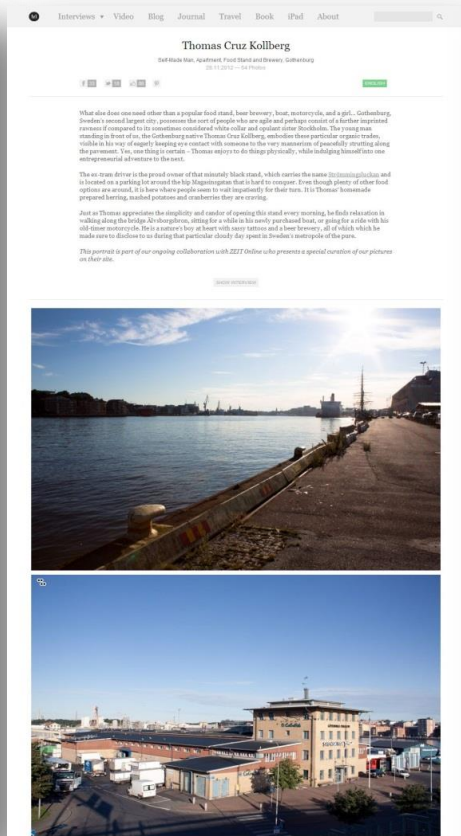 Interviews ▾ Video Blog Journal Travel Book iPad About
Thomas Cruz Kollberg
Self-Made Man, Apartment, Food Stand and Brewery, Gothenburg
ENGLISH
What else does one need other than a popular food stand, beer brewery, boat, motorcycle, and a girl... Gothenburg,
Sweden's second largest city, possesses the sort of people who are agile and perhaps consist of a further imprinted
rawness if compared to its sometimes considered white collar and opulent sister Stockholm. The young man
standing in front of us, the Gothenburg native Thomas Cruz Kollberg, embodies these particular organic traites,
visible in his way of eagerly keeping eye contact with someone to the very mannerism of peacefully strutting along
the pavement. Yes, one thing is certain – Thomas enjoys to do things physically, while indulging himself into one
entrepreneurial adventure to the next.
The ex-tram driver is the proud owner of that minutely black stand, which carries the name Strömmingsluckan and
is located on a parking lot around the hip Magasinsgatan that is hard to conquer. Even though plenty of other food
options are around, it is here where people seem to wait impatiently for their turn. It is Thomas' homemade
prepared herring, mashed potatoes and cranberries they are craving.
Just as Thomas appreciates the simplicity and candor of opening this stand every morning, he finds relaxation in
walking along the bridge Älvsborgsbron, sitting for a while in his newly purchased boat, or going for a ride with his
old-timer motorcycle. He is a nature's boy at heart with sassy tattoos and a beer brewery, all of which which he
made sure to disclose to us during that particular cloudy day spent in Sweden's metropole of the pure.
This portrait is part of our ongoing collaboration with ZEIT Online who presents a special curation of our pictures
on their site.
SHOW INTERVIEW